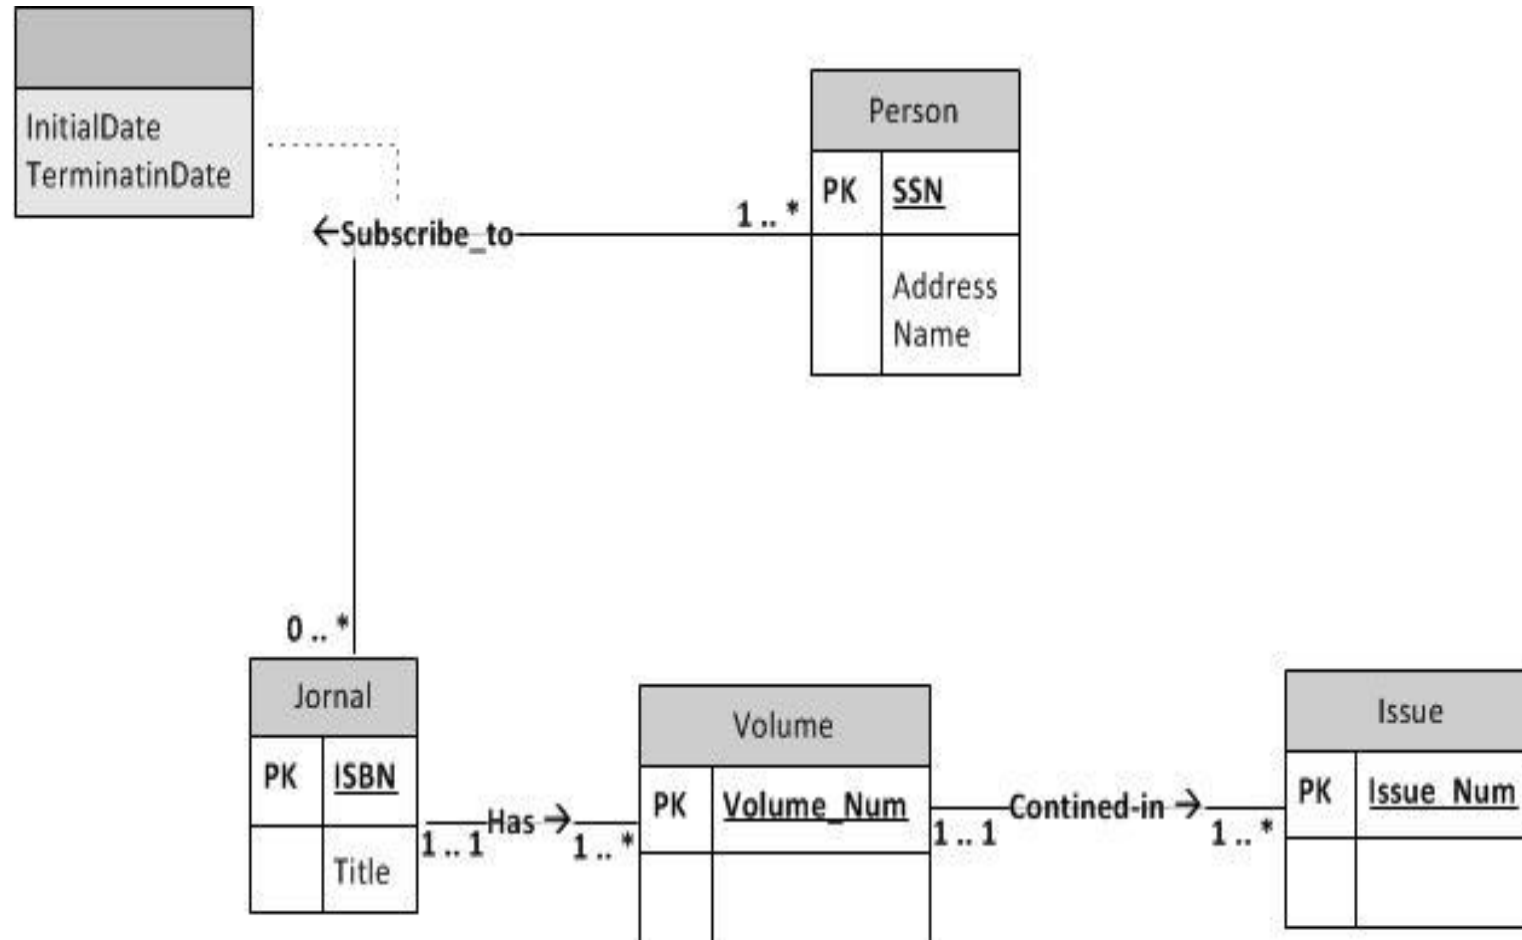 InitialDate
TerminatinDate
Person
PK SSN
Address
Name
←Subscribe_to
1 .. *
0 .. *
Jornal
PK ISBN
Title
1 .. 1
Has →
1 .. *
Volume
PK Volume_Num
1 .. 1
Contined-in →
1 .. *
Issue
PK Issue_Num